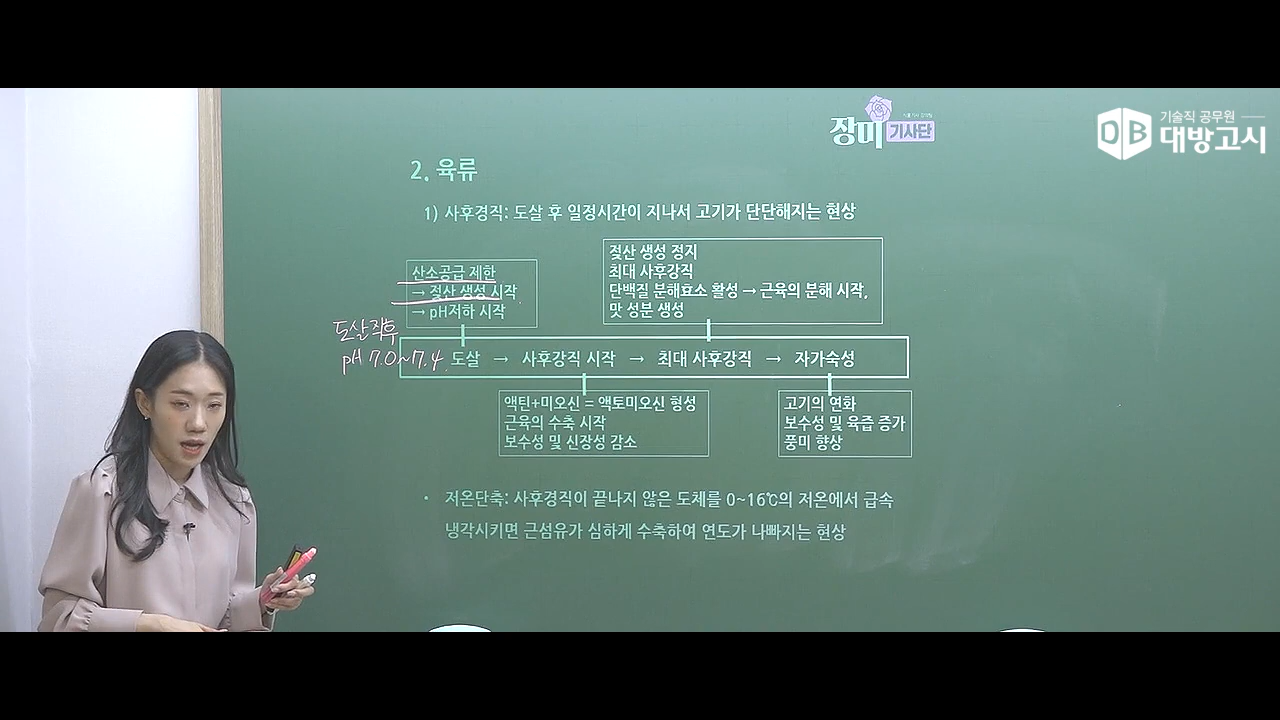 장미 기사단
기술직 공무원
DB 대방고시
2. 육류
1) 사후경직: 도살 후 일정시간이 지나서 고기가 단단해지는 현상
산소공급 제한
→ 젖산 생성 시작
→ pH저하 시작
젖산 생성 정지
최대 사후강직
단백질 분해효소 활성 → 근육의 분해 시작,
맛 성분 생성
도살직후
pH 7.0~7.4
도살 → 사후강직 시작 → 최대 사후강직 → 자가숙성
액틴+미오신 = 액토미오신 형성
근육의 수축 시작
보수성 및 신장성 감소
고기의 연화
보수성 및 육즙 증가
풍미 향상
• 저온단축: 사후경직이 끝나지 않은 도체를 0~16℃의 저온에서 급속
냉각시키면 근섬유가 심하게 수축하여 연도가 나빠지는 현상